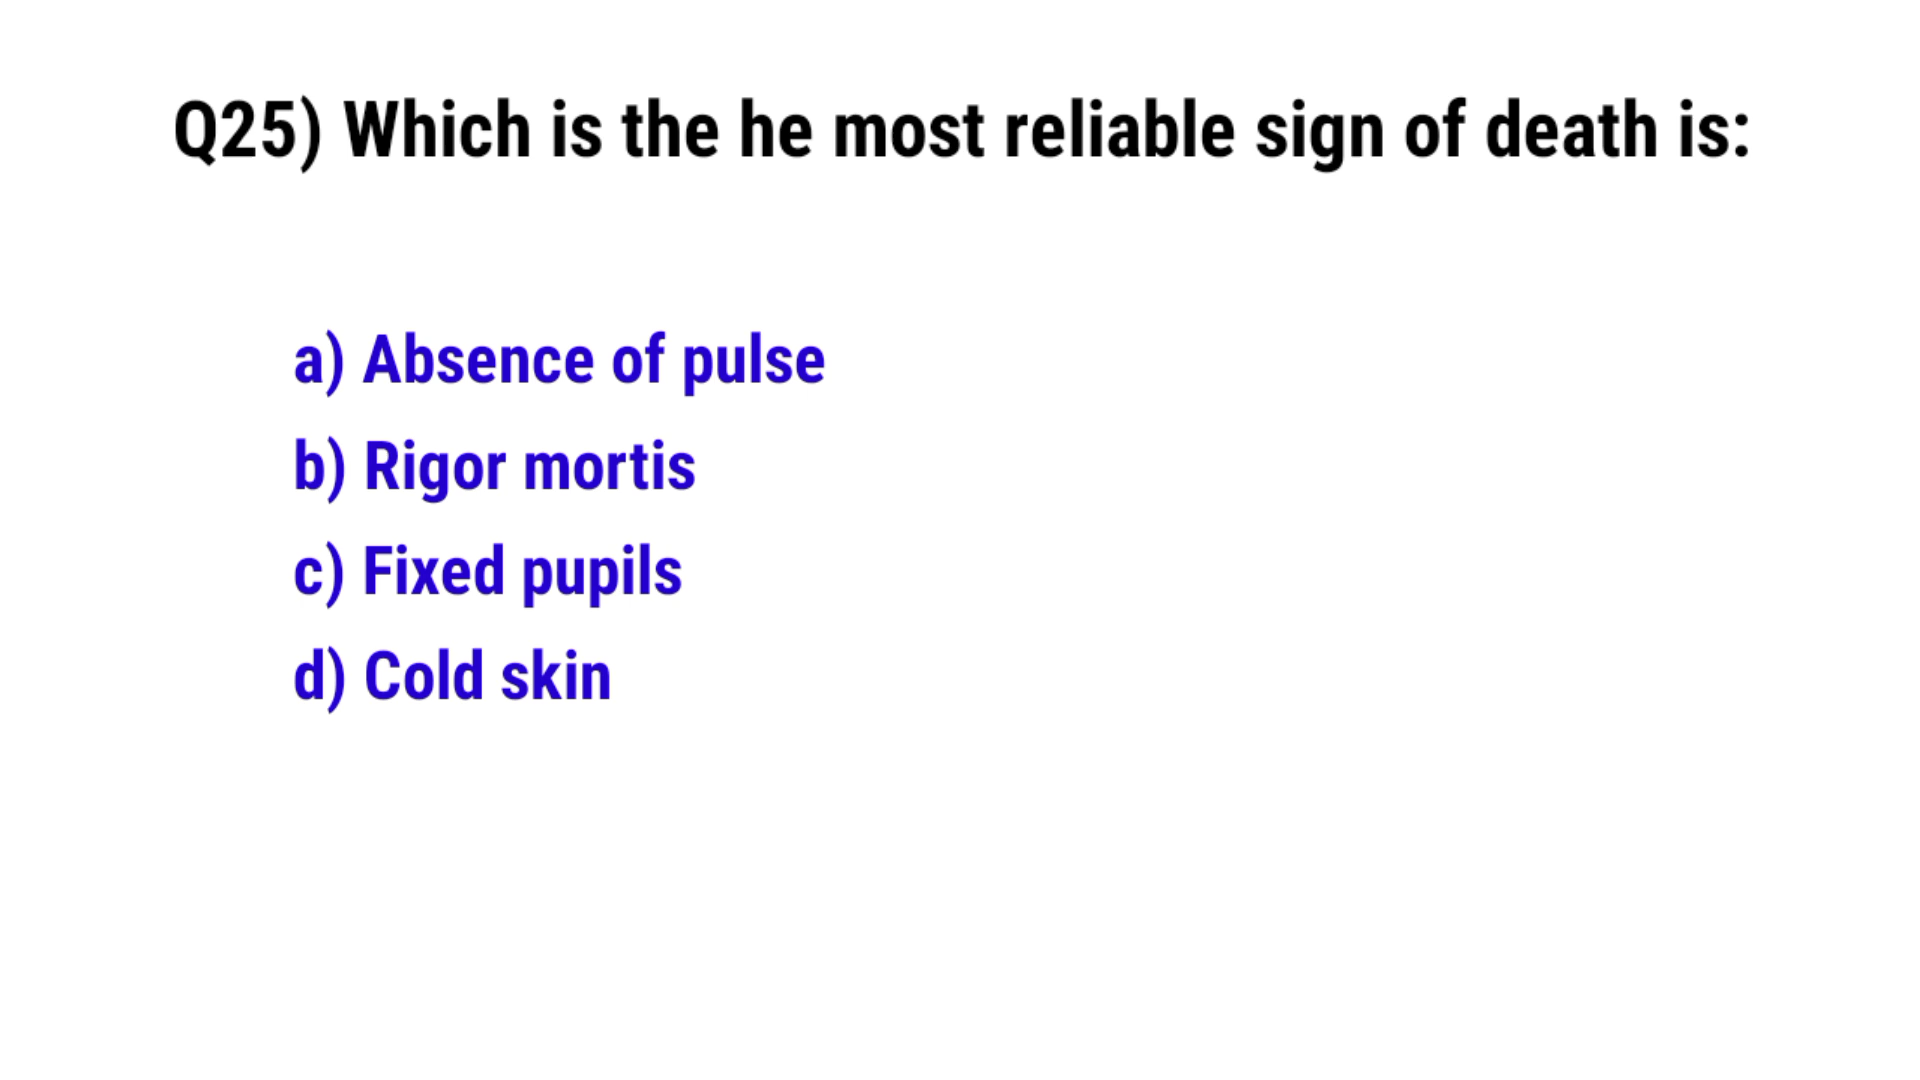 Q25) Which is the he most reliable sign of death is:
a) Absence of pulse
b) Rigor mortis
c) Fixed pupils
d) Cold skin